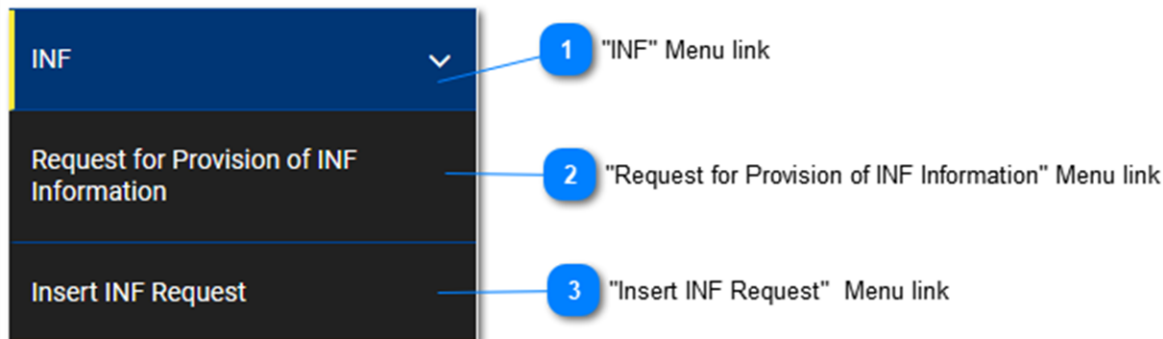 INF
1 "INF" Menu link
Request for Provision of INF
Information
2 "Request for Provision of INF Information" Menu link
Insert INF Request
3 "Insert INF Request" Menu link